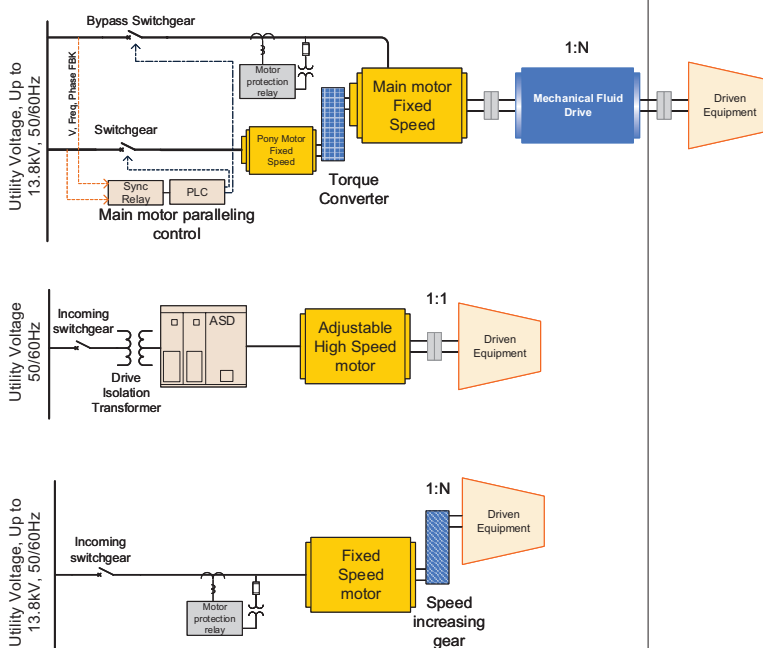 Bypass Switchgear
Utility Voltage, Up to
13.8kV, 50/60Hz
V, Freq, Phase FBK
Motor
protection
relay
Main motor
Fixed
Speed
1:N
Mechanical Fluid
Drive
Driven
Equipment
Switchgear
Pony Motor
Fixed
Speed
Torque
Converter
Sync
Relay
PLC
Main motor paralleling
control
Utility Voltage
50/60Hz
Incoming
switchgear
Drive
Isolation
Transformer
ASD
Adjustable
High Speed
motor
1:1
Driven
Equipment
Utility Voltage, Up to
13.8kV, 50/60Hz
Incoming
switchgear
Motor
protection
relay
Fixed
Speed
motor
1:N
Speed
increasing
gear
Driven
Equipment